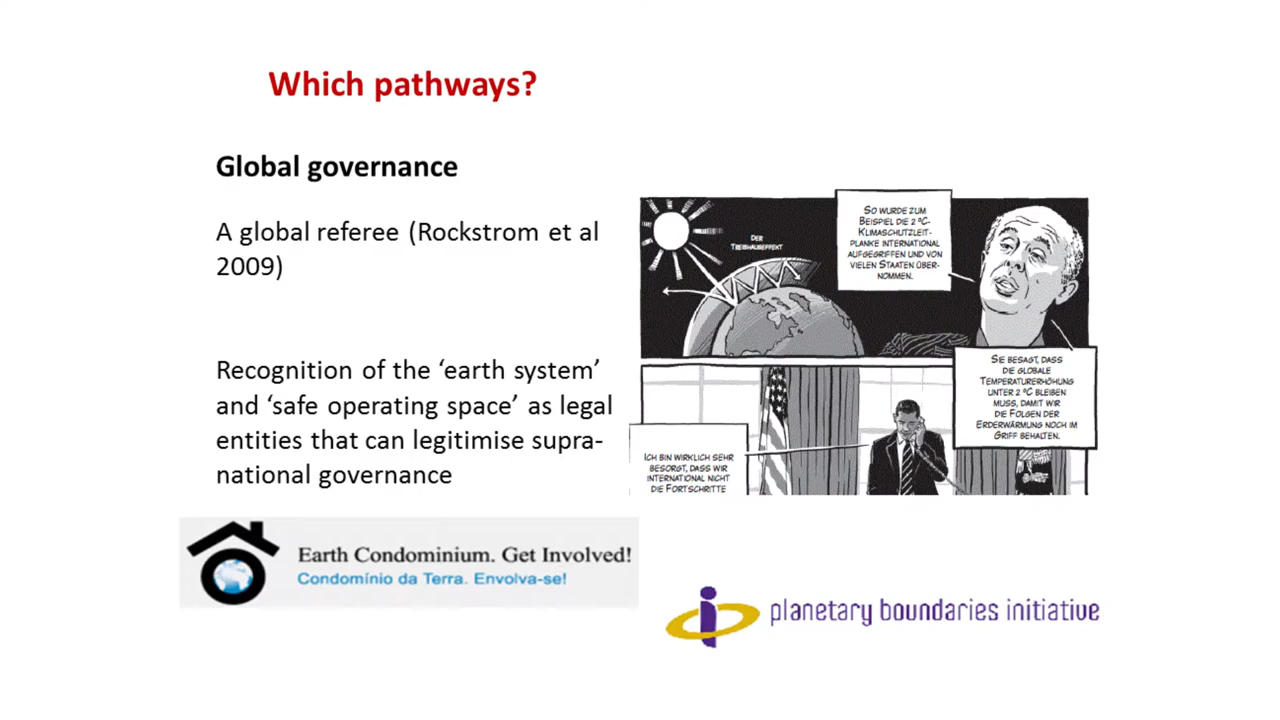 Which pathways?
Global governance
A global referee (Rockstrom et al
2009)
Recognition of the ‘earth system’
and ‘safe operating space’ as legal
entities that can legitimise supra-
national governance
DER
TREIBHAUSEFFEKT
SO WURDE ZUM
BEISPIEL DIE 2 °C-
KLIMASCHUTZLEIT-
PLANKE INTERNATIONAL
AUFGEGRIFFEN UND VON
VIELEN STAATEN ÜBER-
NOMMEN.
SIE BESAGT, DASS
DIE GLOBALE
TEMPERATURERHÖHUNG
UNTER 2 °C BLEIBEN
MUSS, DAMIT WIR
DIE FOLGEN DER
ERDERWÄRMUNG NOCH IM
GRIFF BEHALTEN.
ICH BIN WIRKLICH SEHR
BESORGT, DASS WIR
INTERNATIONAL NICHT
DIE FORTSCHRITTE
Earth Condominium. Get Involved!
Condomínio da Terra. Envolva-se!
planetary boundaries initiative